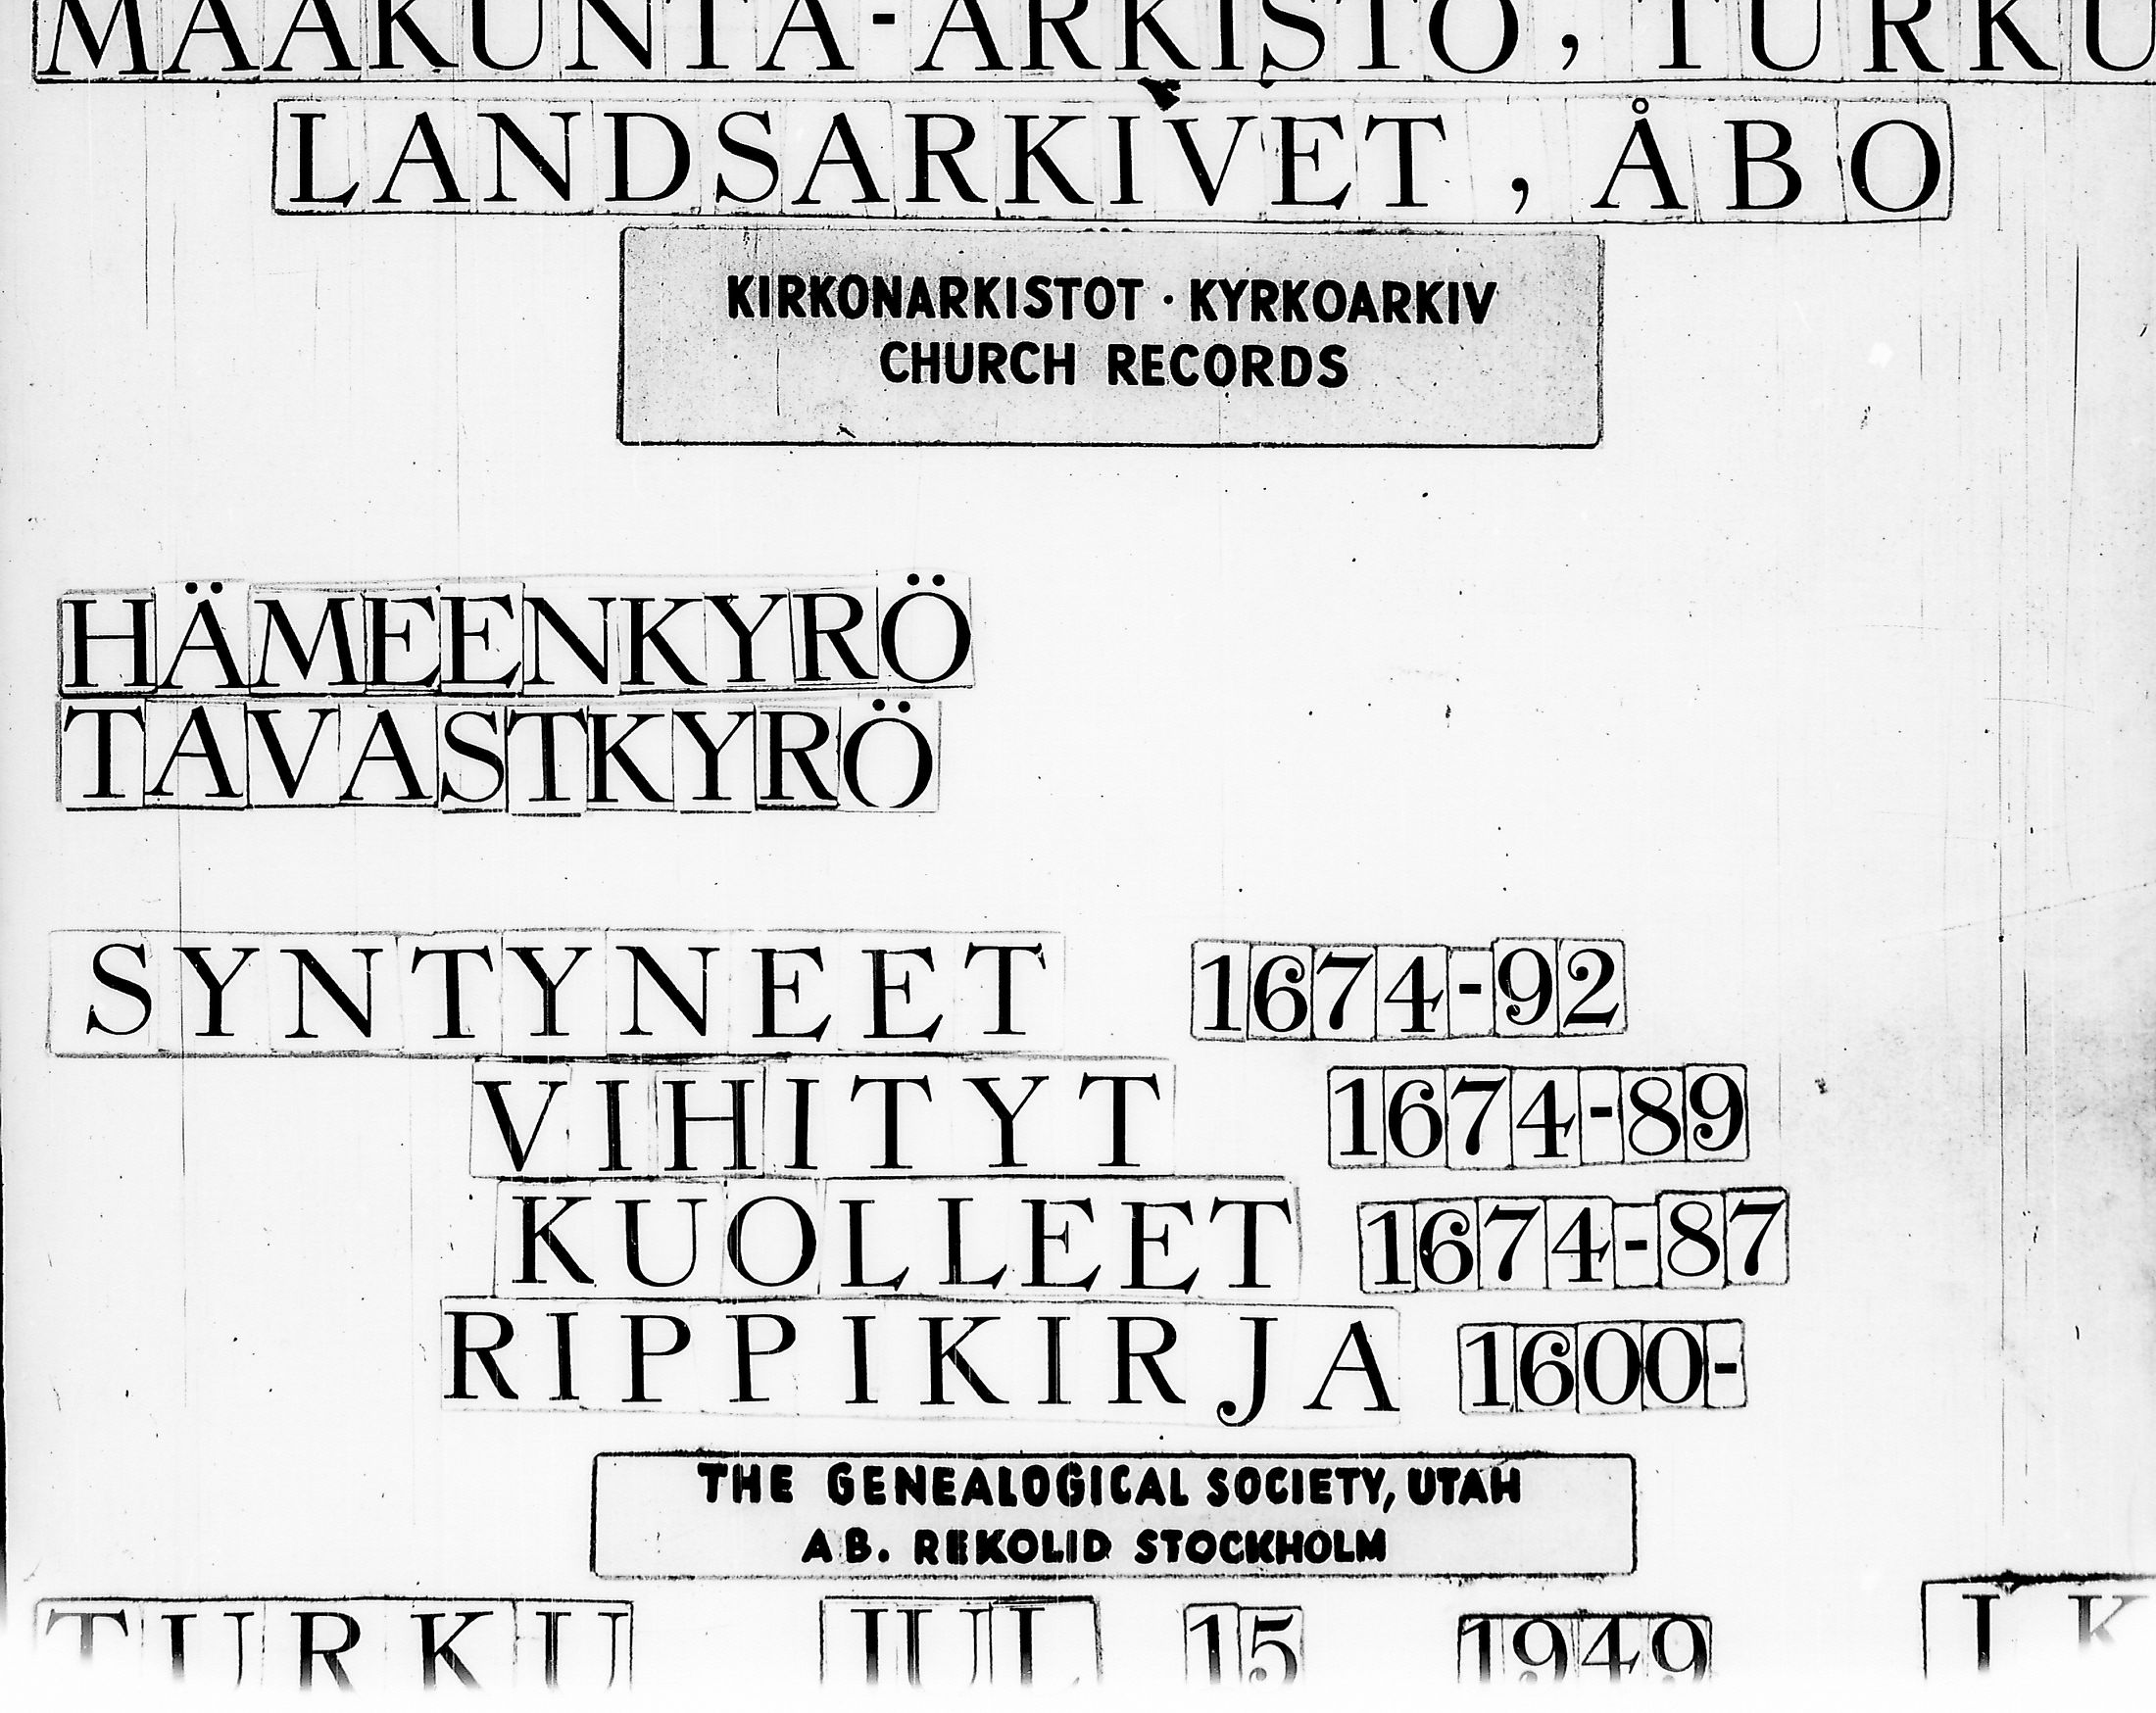 MAAKUNTA-ARKISTO, TURKU
LANDSARKIVET, ÅBO
KIRKONARKISTOT · KYRKOARKIV
CHURCH RECORDS
HÄMEENKYRÖ
TAVASTKYRÖ
SYNTYNEET 1674-92
VIHITYT 1674-89
KUOLLEET 1674-87
RIPPIKIRJA 1600-
THE GENEALOGICAL SOCIETY, UTAH
AB. REKOLID STOCKHOLM
TURKU JUL 15 1949 I K